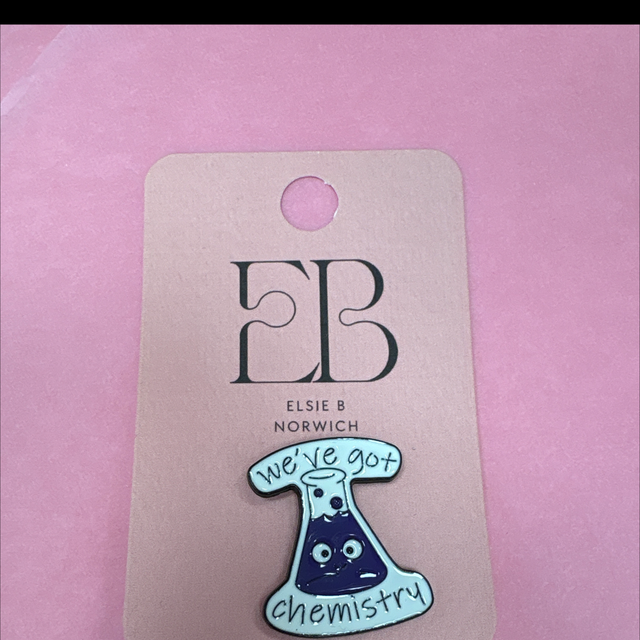 EB
ELSIE B
NORWICH
we've got
chemistry